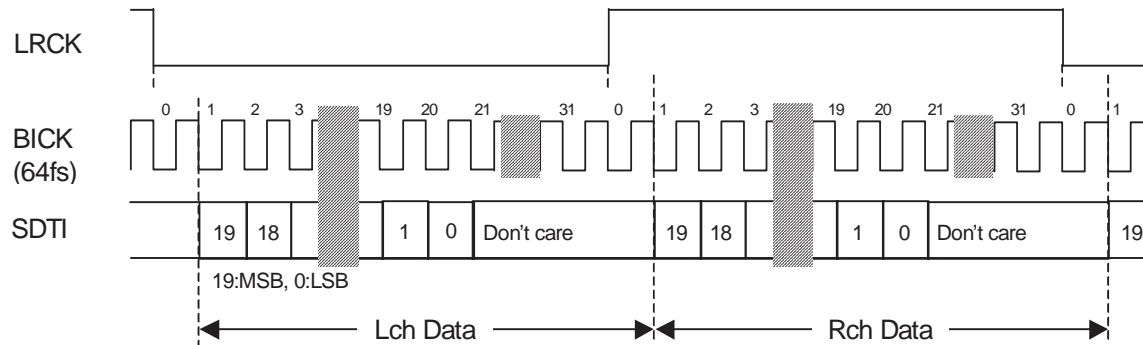 LRCK
0 1 2 3 19 20 21 31 0 1 2 3 19 20 21 31 0 1
BICK
(64fs)
SDTI 19 18 1 0 Don't care 19 18 1 0 Don't care 19
19:MSB, 0:LSB
Lch Data Rch Data